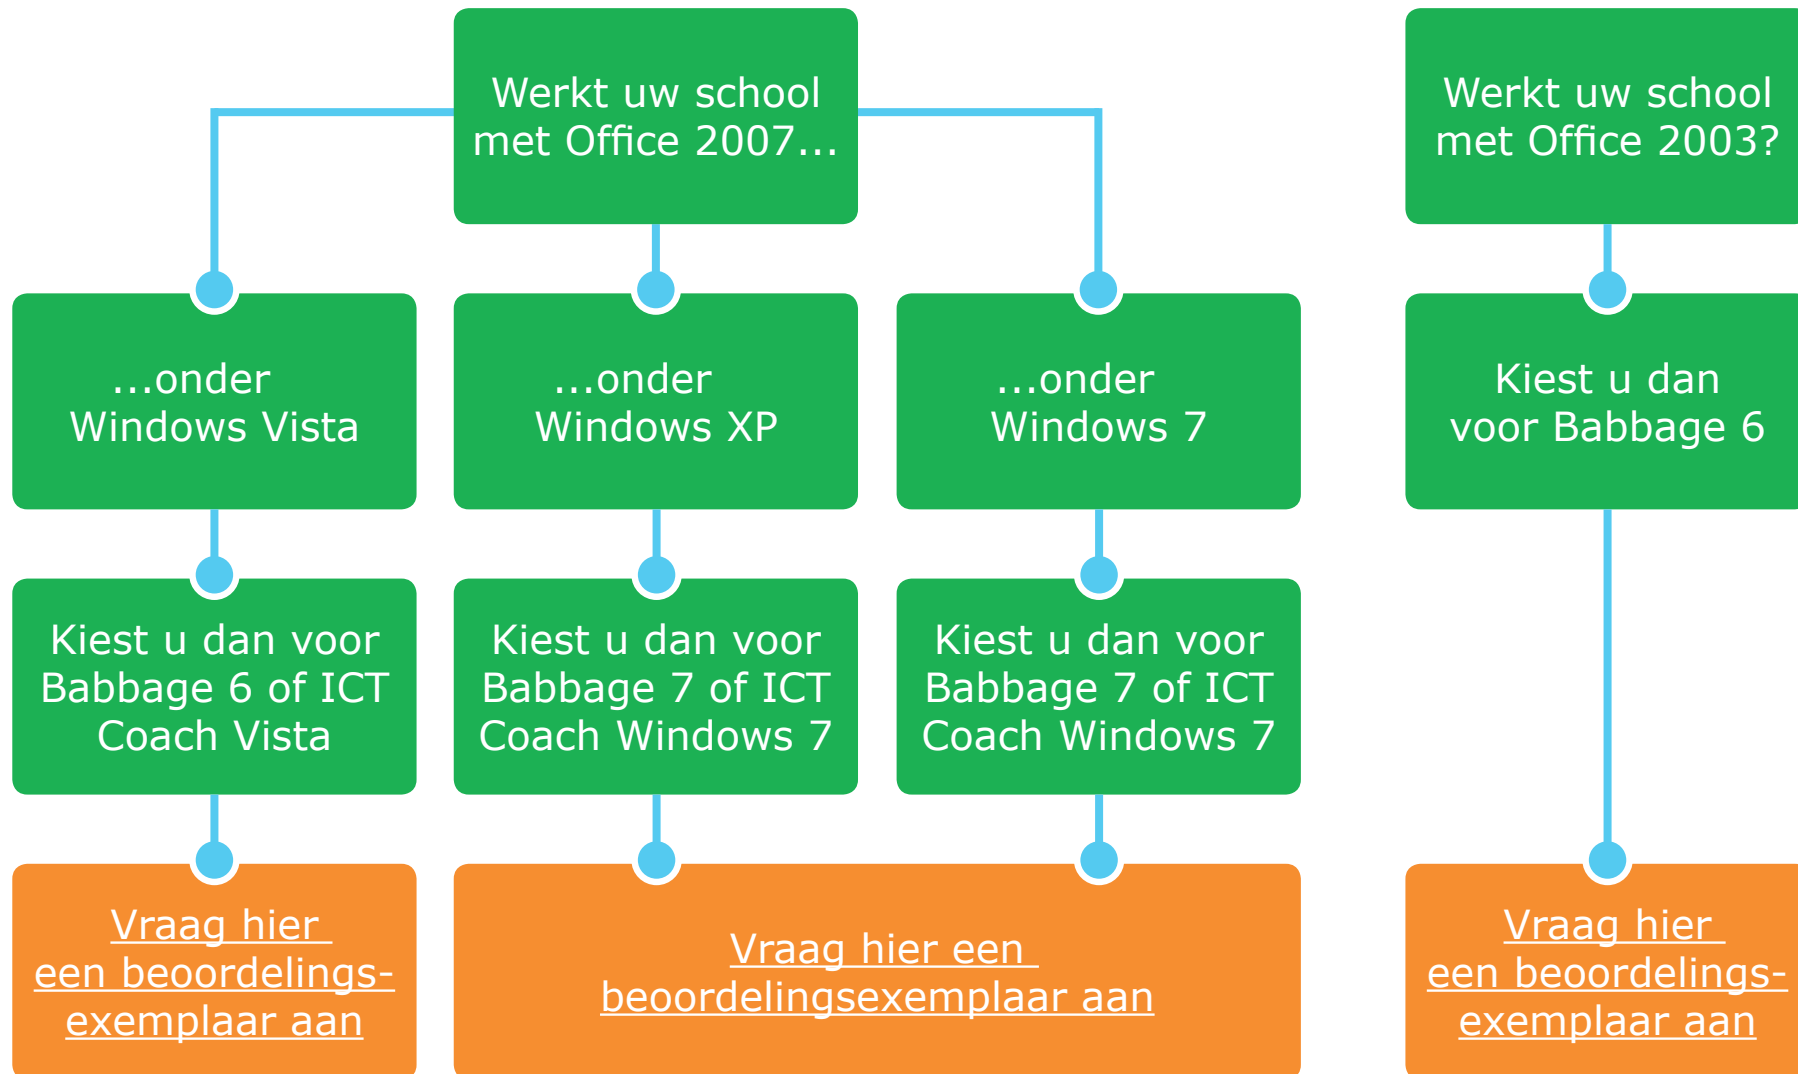 Werkt uw school
met Office 2007...
Werkt uw school
met Office 2003?
...onder
Windows Vista
...onder
Windows XP
...onder
Windows 7
Kiest u dan
voor Babbage 6
Kiest u dan voor
Babbage 6 of ICT
Coach Vista
Kiest u dan voor
Babbage 7 of ICT
Coach Windows 7
Kiest u dan voor
Babbage 7 of ICT
Coach Windows 7
Vraag hier
een beoordelings-
exemplaar aan
Vraag hier een
beoordelingsexemplaar aan
Vraag hier
een beoordelings-
exemplaar aan